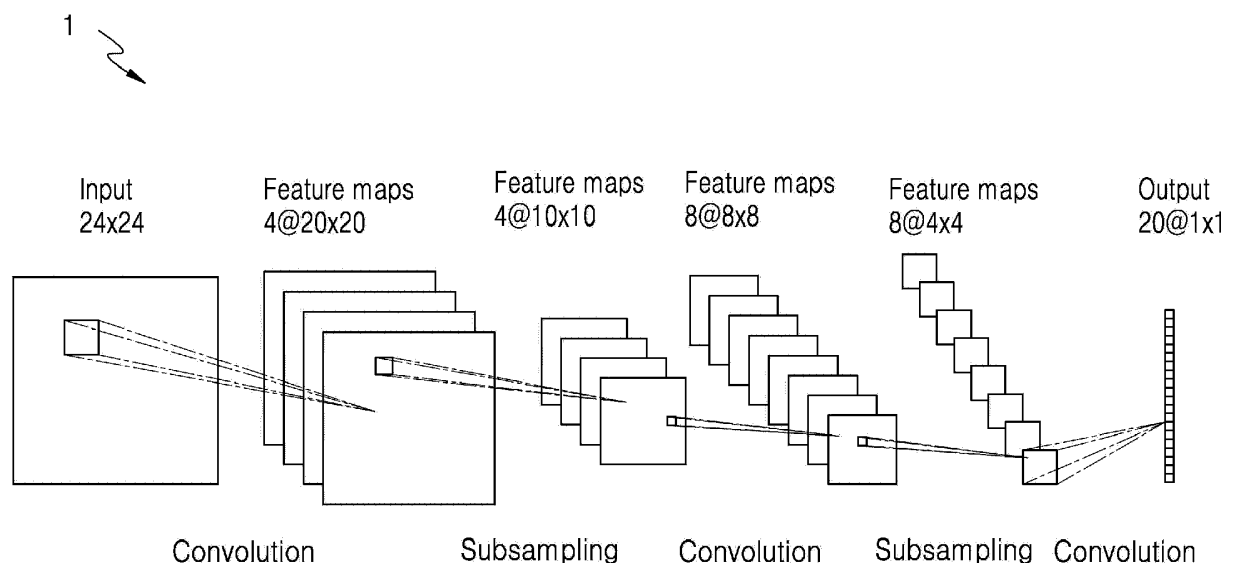 1
Input
24x24
Feature maps
4@20x20
Feature maps
4@10x10
Feature maps
8@8x8
Feature maps
8@4x4
Output
20@1x1
Convolution
Subsampling
Convolution
Subsampling
Convolution